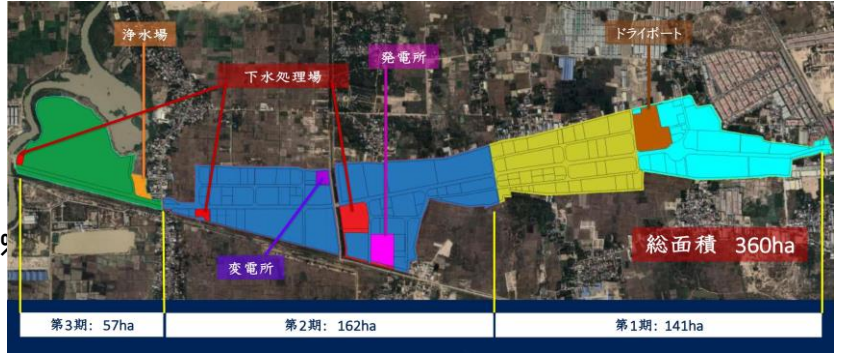 浄水場
ドライポート
発電所
下水処理場
変電所
総面積 360ha
第3期: 57ha
第2期: 162ha
第1期: 141ha